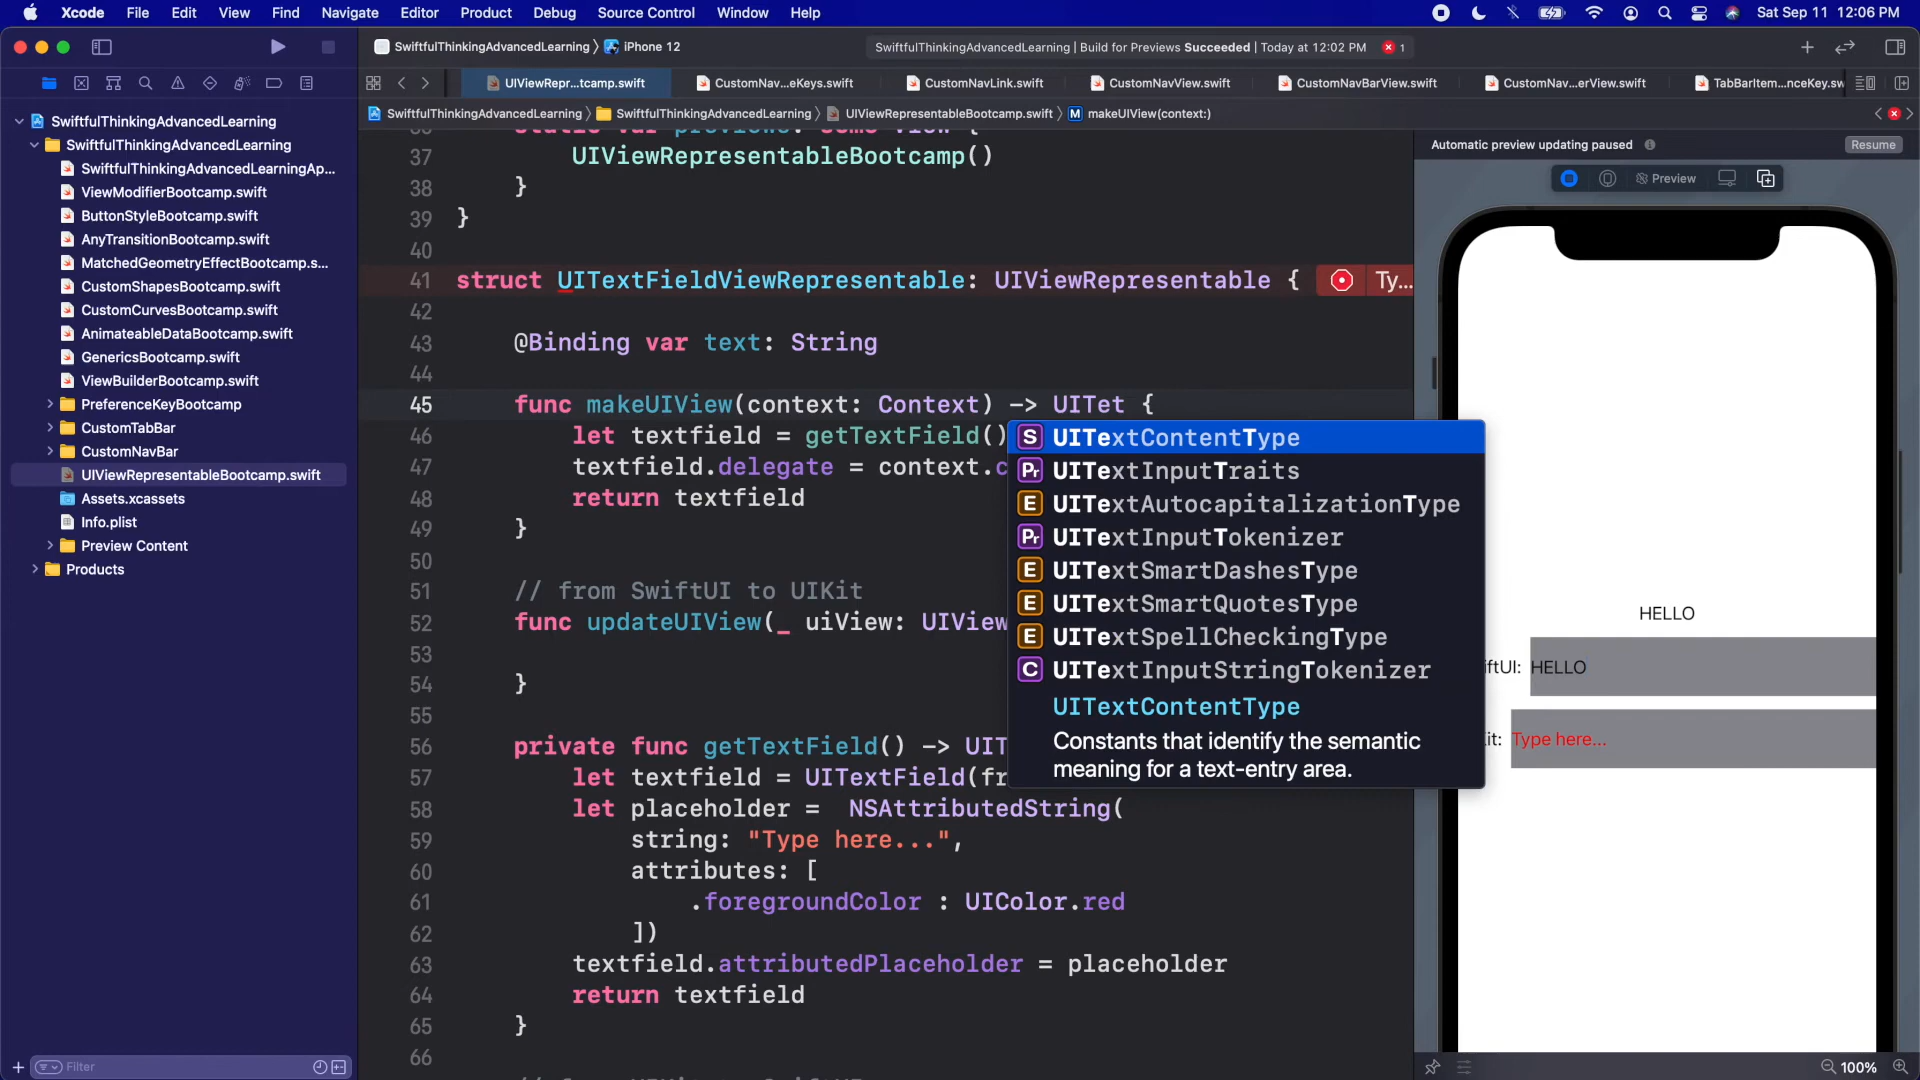 Xcode File Edit View Find Navigate Editor Product Debug Source Control Window Help Sat Sep 11 12:06 PM
SwiftfulThinkingAdvancedLearning iPhone 12 SwiftfulThinkingAdvancedLearning | Build for Previews Succeeded | Today at 12:02 PM 1
UIViewRepr...tcamp.swift CustomNav...eKeys.swift CustomNavLink.swift CustomNavView.swift CustomNavBarView.swift CustomNav...erView.swift TabBarItem...nceKey.sw
SwiftfulThinkingAdvancedLearning SwiftfulThinkingAdvancedLearning UIViewRepresentableBootcamp.swift M makeUIView(context:)
SwiftfulThinkingAdvancedLearning
SwiftfulThinkingAdvancedLearning
SwiftfulThinkingAdvancedLearningAp...
ViewModifierBootcamp.swift
ButtonStyleBootcamp.swift
AnyTransitionBootcamp.swift
MatchedGeometryEffectBootcamp.s...
CustomShapesBootcamp.swift
CustomCurvesBootcamp.swift
AnimateableDataBootcamp.swift
GenericsBootcamp.swift
ViewBuilderBootcamp.swift
PreferenceKeyBootcamp
CustomTabBar
CustomNavBar
UIViewRepresentableBootcamp.swift
Assets.xcassets
Info.plist
Preview Content
Products
Filter
static var previews: some View {
37 UIViewRepresentableBootcamp()
38 }
39 }
40
41 struct UITextFieldViewRepresentable: UIViewRepresentable { Ty...
42
43 @Binding var text: String
44
45 func makeUIView(context: Context) -> UITet {
46 let textfield = getTextField()
47 textfield.delegate = context.c
48 return textfield
49 }
50
51 // from SwiftUI to UIKit
52 func updateUIView(_ uiView: UIView
53
54 }
55
56 private func getTextField() -> UIT
57 let textfield = UITextField(fr
58 let placeholder = NSAttributedString(
59 string: "Type here...",
60 attributes: [
61 .foregroundColor : UIColor.red
62 ])
63 textfield.attributedPlaceholder = placeholder
64 return textfield
65 }
66
S UITextContentType
Pr UITextInputTraits
E UITextAutocapitalizationType
Pr UITextInputTokenizer
E UITextSmartDashesType
E UITextSmartQuotesType
E UITextSpellCheckingType
C UITextInputStringTokenizer
UITextContentType
Constants that identify the semantic
meaning for a text-entry area.
Automatic preview updating paused Resume
Preview
HELLO
iftUI: HELLO
it: Type here...
100%